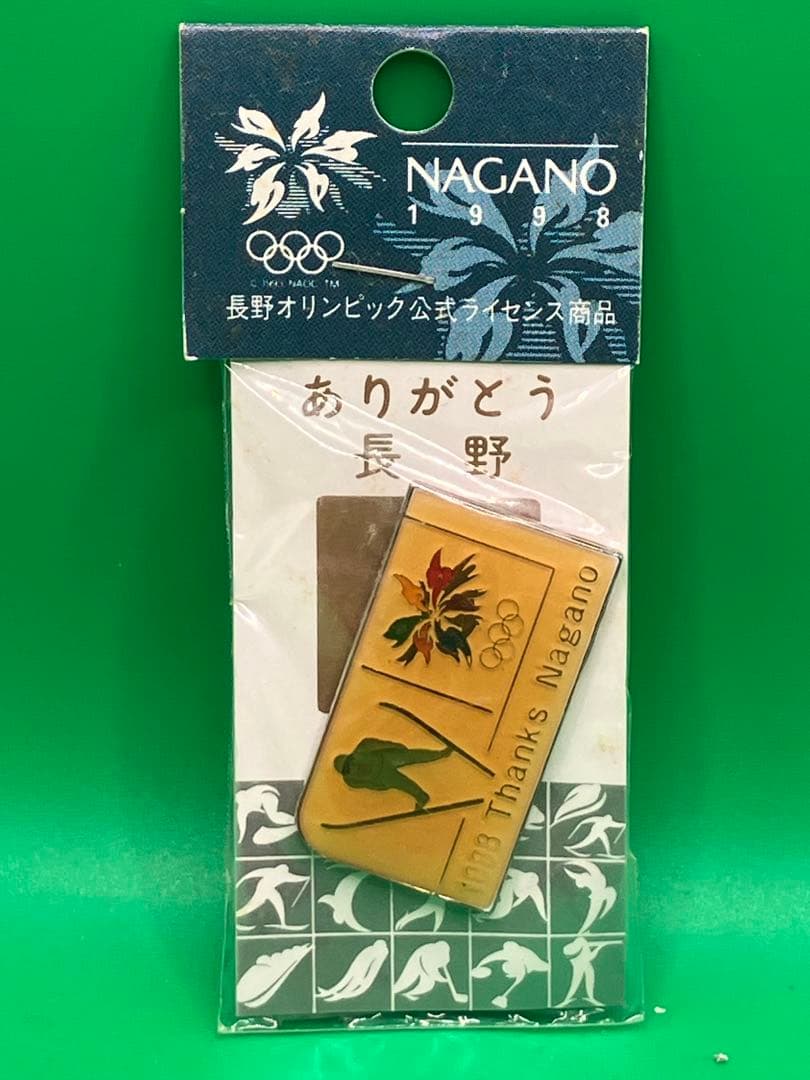 NAGANO
1998
長野オリンピック公式ライセンス商品
ありがとう
長野
Thanks Nagano